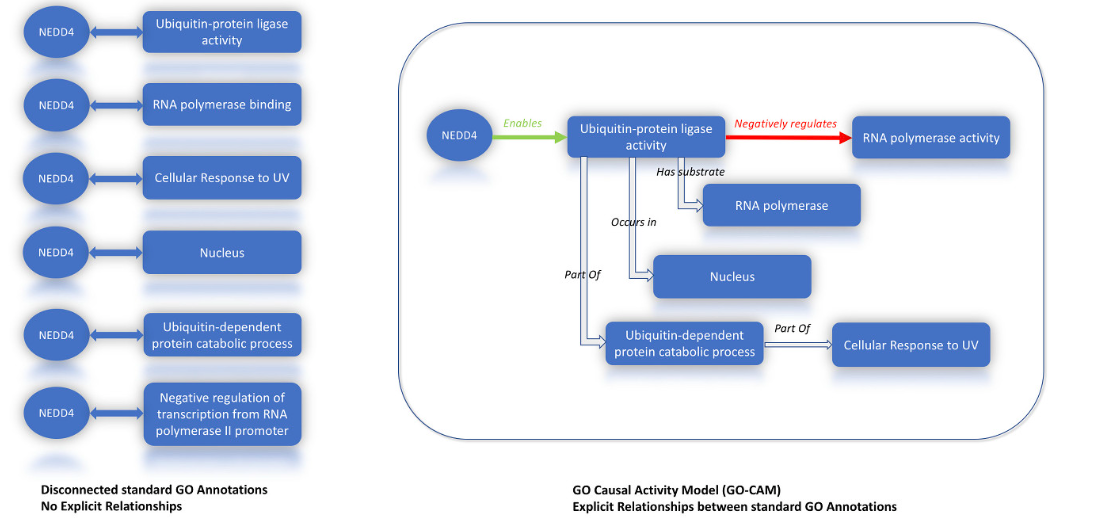 NEDD4
Ubiquitin-protein ligase
activity
NEDD4
RNA polymerase binding
NEDD4
Cellular Response to UV
NEDD4
Nucleus
NEDD4
Ubiquitin-dependent
protein catabolic process
NEDD4
Negative regulation of
transcription from RNA
polymerase II promoter
Disconnected standard GO Annotations
No Explicit Relationships
NEDD4
Enables
Ubiquitin-protein ligase
activity
Negatively regulates
RNA polymerase activity
Has substrate
RNA polymerase
Occurs in
Nucleus
Part Of
Ubiquitin-dependent
protein catabolic process
Part Of
Cellular Response to UV
GO Causal Activity Model (GO-CAM)
Explicit Relationships between standard GO Annotations